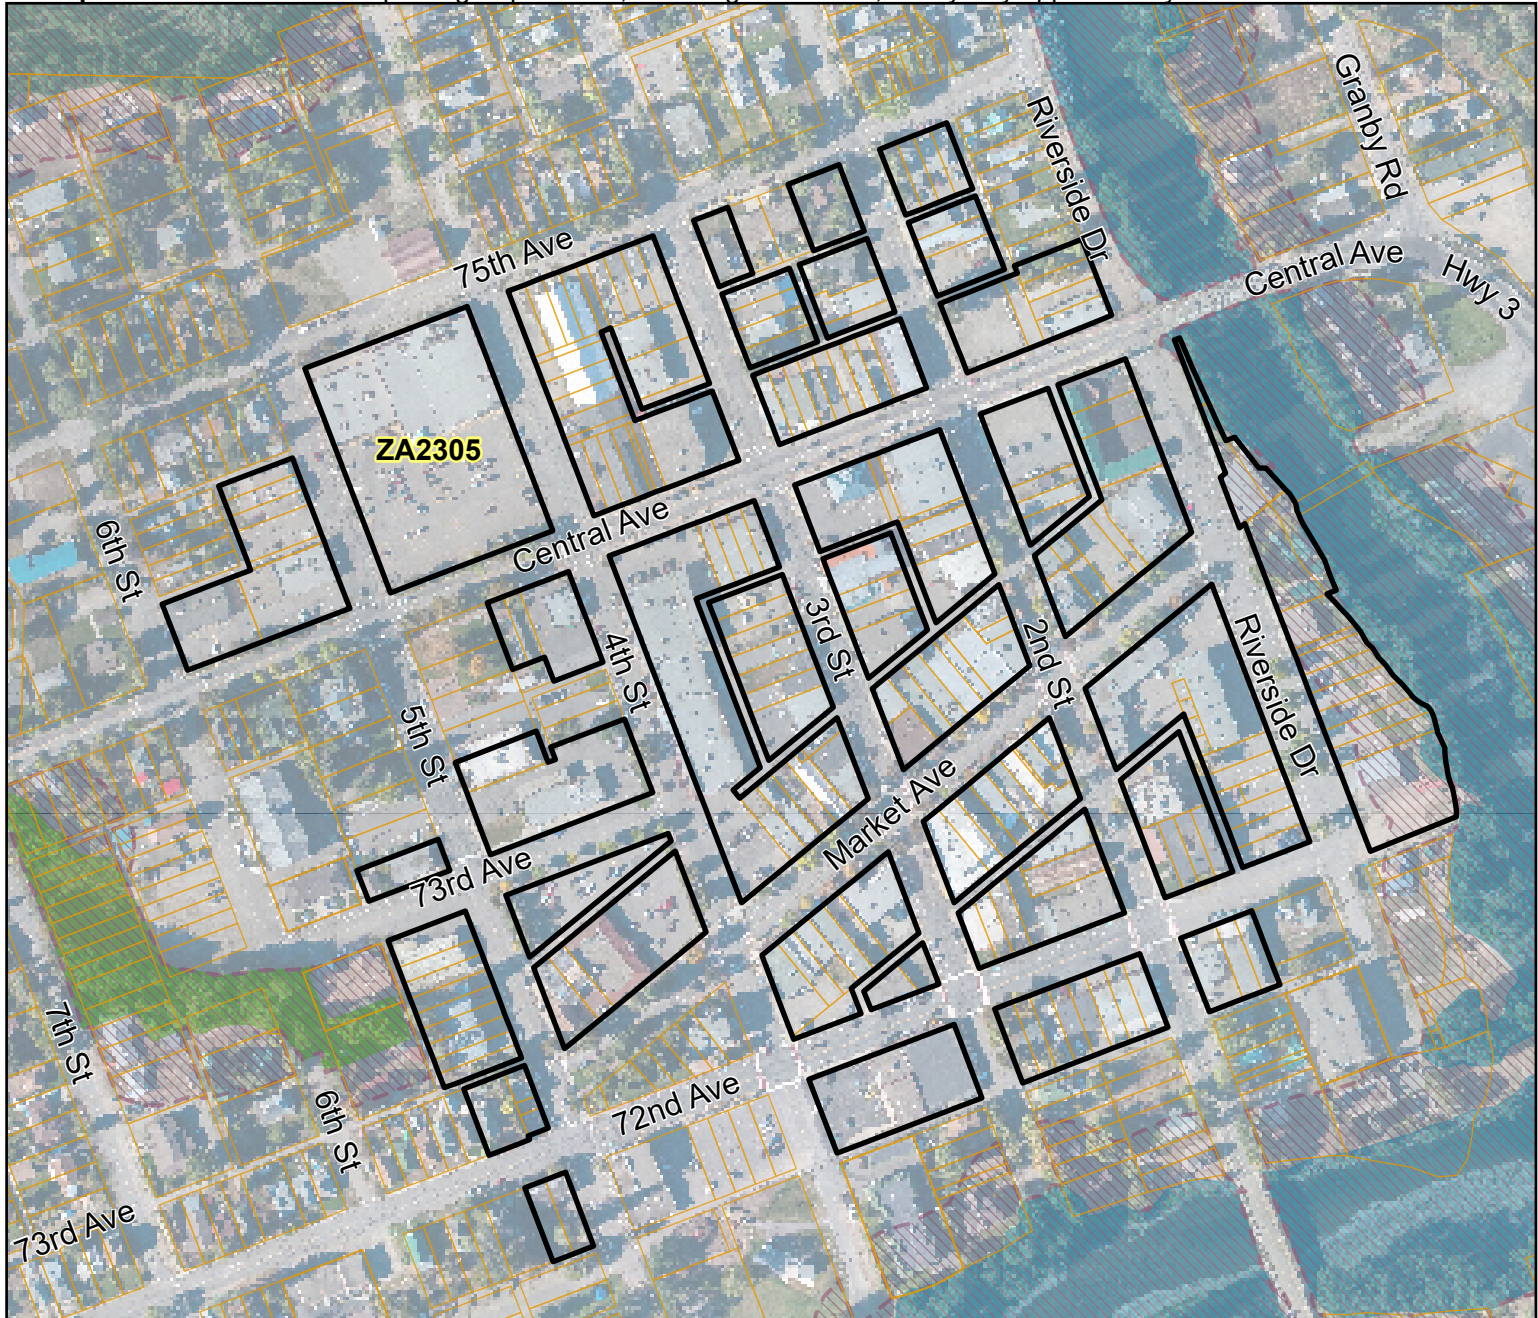 Granby Rd
Riverside Dr
75th Ave
Central Ave
Hwy 3
ZA2305
Central Ave
6th St
3rd St
4th St
2nd St
Riverside Dr
5th St
Market Ave
73rd Ave
7th St
6th St
72nd Ave
73rd Ave